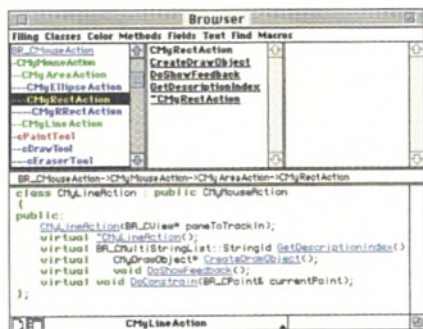 Browser
Filing Classes Color Methods Fields Text Find Macros
BR_CMouseAction
-CMyMouseAction
--CMyAreaAction
---CMyEllipseAction
---CMyRectAction
---CMyRRectAction
--CMyLineAction
-cPaintTool
--cDrawTool
--cEraserTool
CMyRectAction
CreateDrawObject
DoShowFeedback
GetDescriptionIndex
~CMyRectAction
BR_CMouseAction->CMyMouseAction->CMyAreaAction->CMyRectAction
class CMyLineAction : public CMyMouseAction
{
public:
CMyLineAction(BR_CView* paneToTrackIn);
virtual ~CMyLineAction();
virtual BR_CMultiStringList::StringId GetDescriptionIndex()
virtual CMyDrawObject* CreateDrawObject();
virtual void DoShowFeedback();
virtual void DoConstrain(BR_CPoint& currentPoint);
};
CMyLineAction